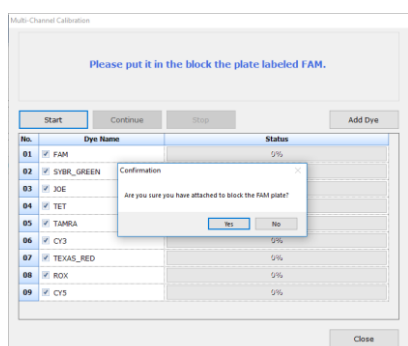 Multi-Channel Calibration
Please put it in the block the plate labeled FAM.
Start Continue Stop Add Dye
No. Dye Name Status
01 FAM 0%
02 SYBR_GREEN
03 JOE
04 TET
05 TAMRA
06 CY3 0%
07 TEXAS_RED 0%
08 ROX 0%
09 CY5 0%
Confirmation
Are you sure you have attached to block the FAM plate?
Yes No
Close